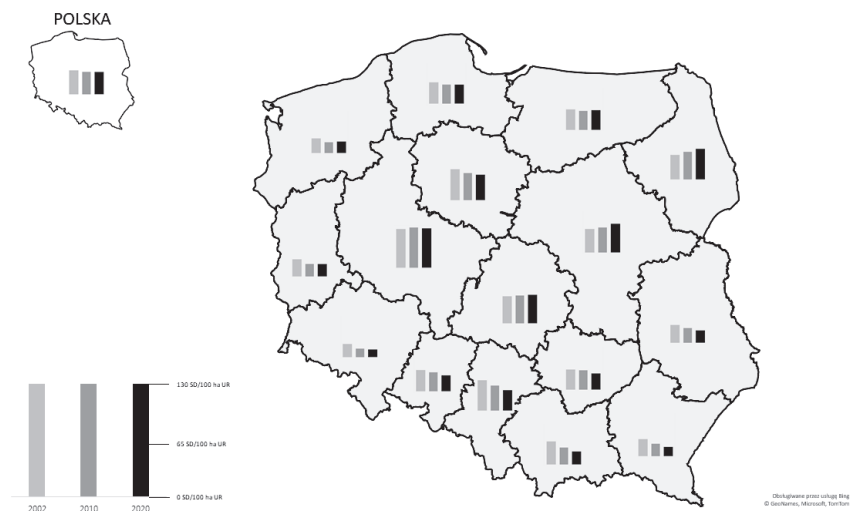 POLSKA
130 SD/100 ha UR
65 SD/100 ha UR
0 SD/100 ha UR
2002 2010 2020
Obsługiwane przez usługę Bing
© GeoNames, Microsoft, TomTom